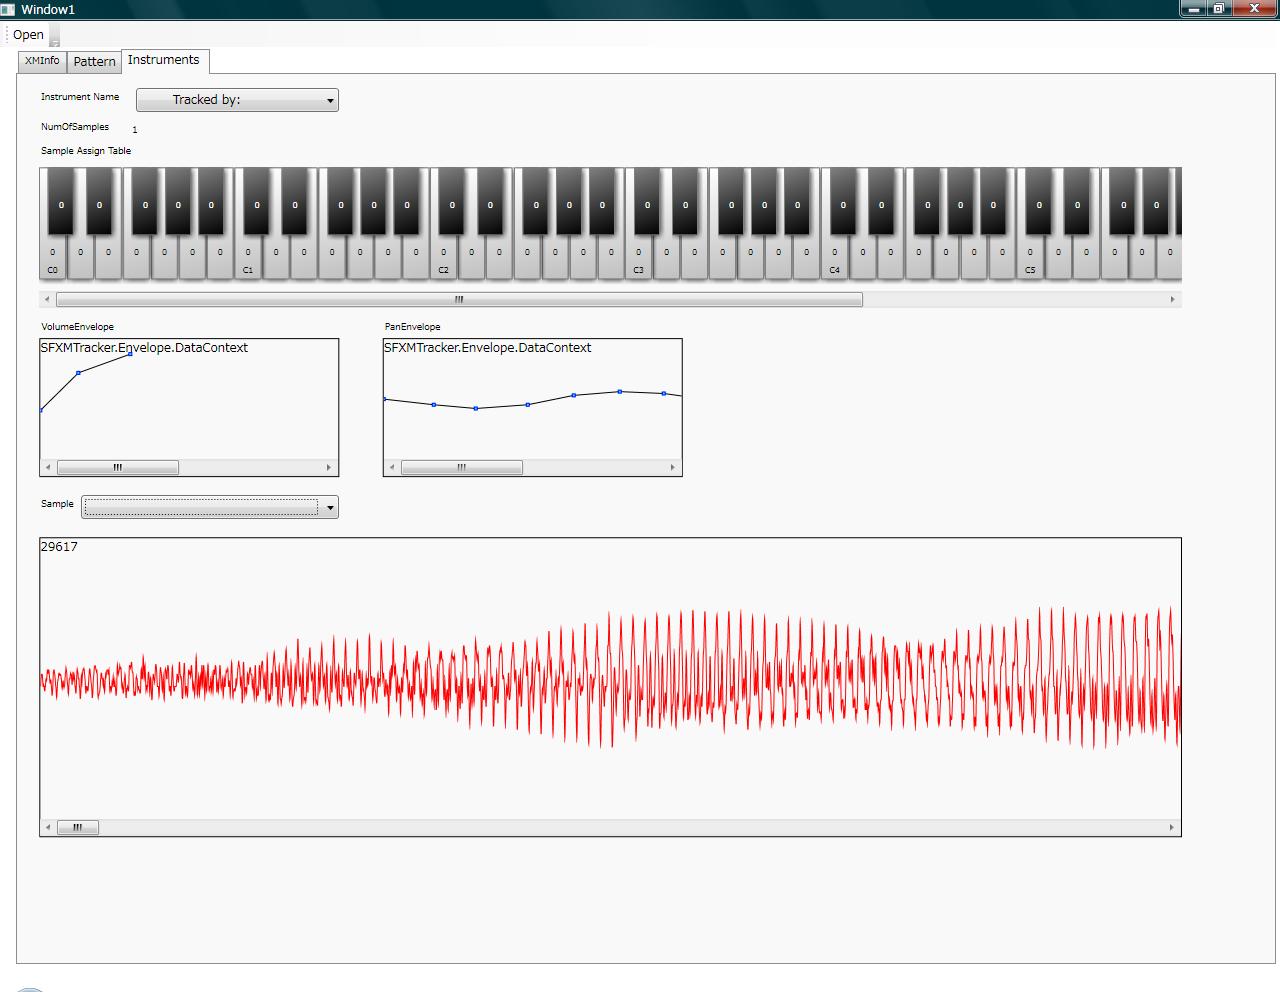 Window1
Open
XMInfo Pattern Instruments
Instrument Name Tracked by:
NumOfSamples 1
Sample Assign Table
0 0 0 0 0 0 0 0 0 0 0 0 0 0 0 0 0 0 0 0 0 0 0 0 0 0 0 0 0
0 0 0 0 0 0 0 0 0 0 0 0 0 0 0 0 0 0 0 0 0 0 0 0 0 0 0 0 0 0 0 0 0 0 0 0 0 0 0 0 0
C0 C1 C2 C3 C4 C5
VolumeEnvelope PanEnvelope
SFXMTracker.Envelope.DataContext SFXMTracker.Envelope.DataContext
Sample
29617